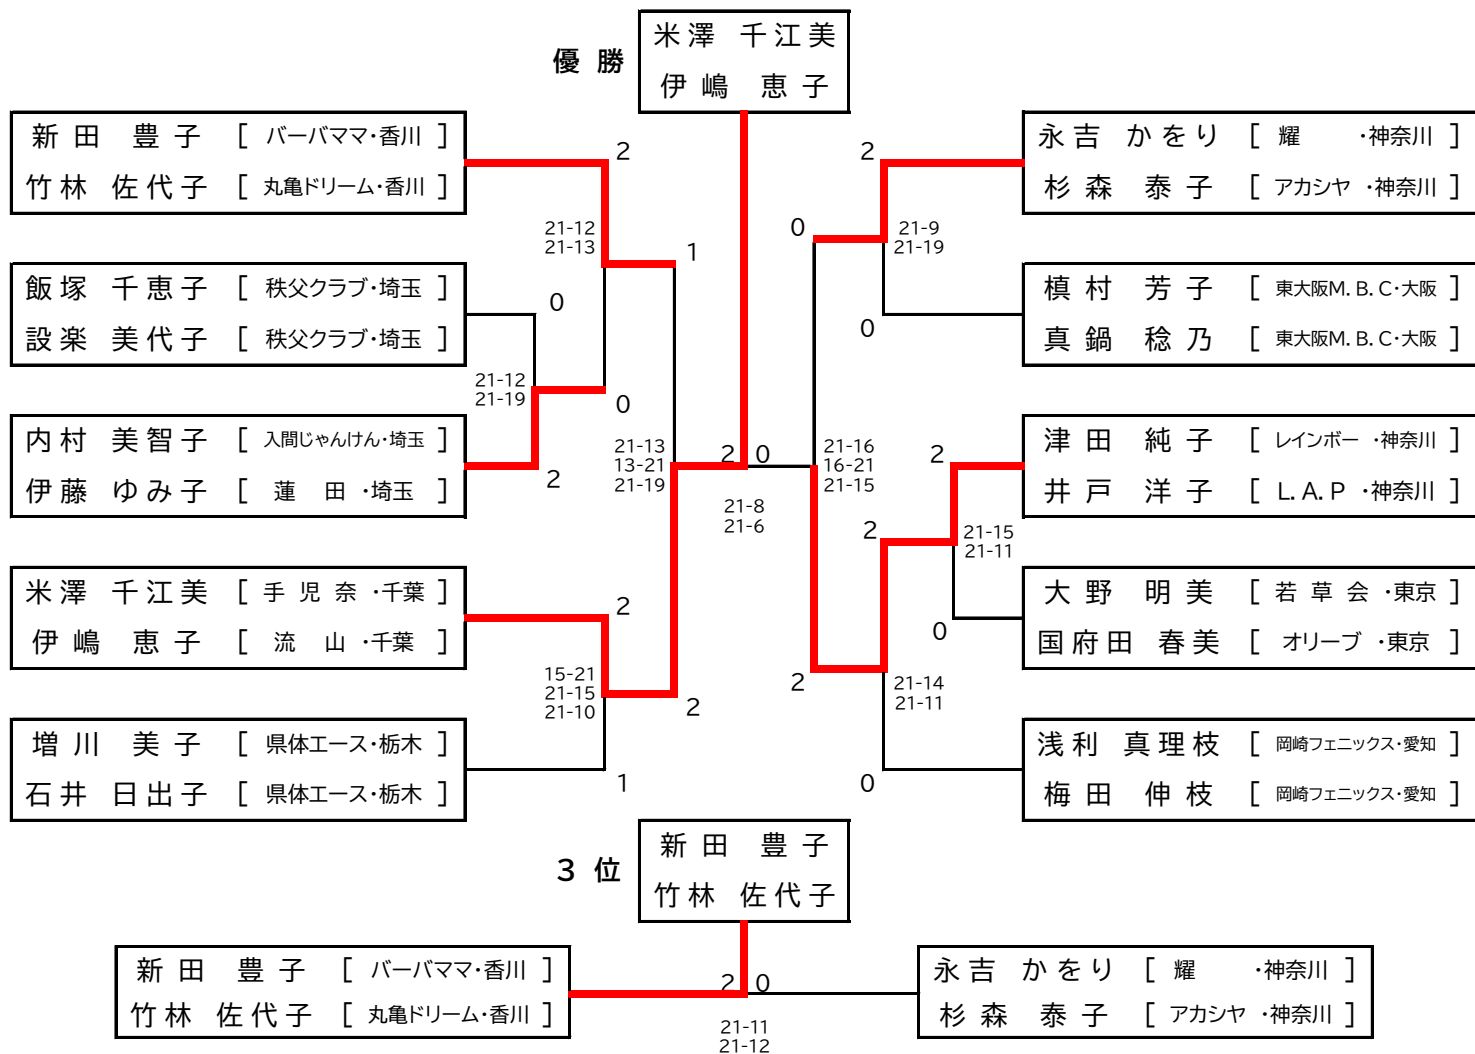 優 勝
米澤 千江美
伊嶋 恵子
新田 豊子 [ バーバママ・香川 ]
竹林 佐代子 [ 丸亀ドリーム・香川 ]
飯塚 千恵子 [ 秩父クラブ・埼玉 ]
設楽 美代子 [ 秩父クラブ・埼玉 ]
内村 美智子 [ 入間じゃんけん・埼玉 ]
伊藤 ゆみ子 [ 蓮 田・埼玉 ]
米澤 千江美 [ 手児奈・千葉 ]
伊嶋 恵子 [ 流 山・千葉 ]
増川 美子 [ 県体エース・栃木 ]
石井 日出子 [ 県体エース・栃木 ]
2
21-12
21-13
1
0
21-12
21-19
0
2
21-13
13-21
21-19
2
15-21
21-15
21-10
2
1
2 0
21-8
21-6
2
0
21-9
21-19
0
21-16
16-21
21-15
2
2
21-15
21-11
0
2
21-14
21-11
0
永吉 かをり [ 耀 ・神奈川 ]
杉森 泰子 [ アカシヤ ・神奈川 ]
槙村 芳子 [ 東大阪M.B.C・大阪 ]
真鍋 稔乃 [ 東大阪M.B.C・大阪 ]
津田 純子 [ レインボー ・神奈川 ]
井戸 洋子 [ L.A.P ・神奈川 ]
大野 明美 [ 若草会 ・東京 ]
国府田 春美 [ オリーブ ・東京 ]
浅利 真理枝 [ 岡崎フェニックス・愛知 ]
梅田 伸枝 [ 岡崎フェニックス・愛知 ]
3 位
新田 豊子
竹林 佐代子
新田 豊子 [ バーバママ・香川 ]
竹林 佐代子 [ 丸亀ドリーム・香川 ]
2 0
21-11
21-12
永吉 かをり [ 耀 ・神奈川 ]
杉森 泰子 [ アカシヤ ・神奈川 ]